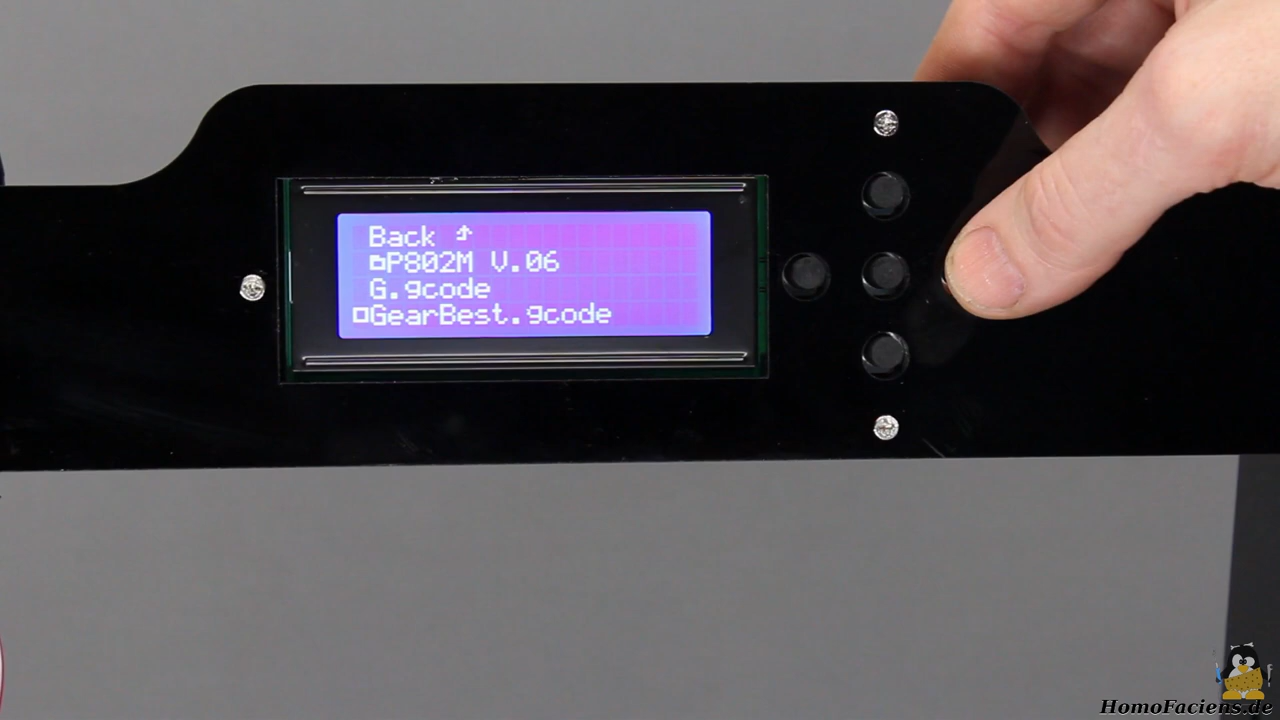 Back
P802M V.06
G.gcode
GearBest.gcode
HomoFaciens.de